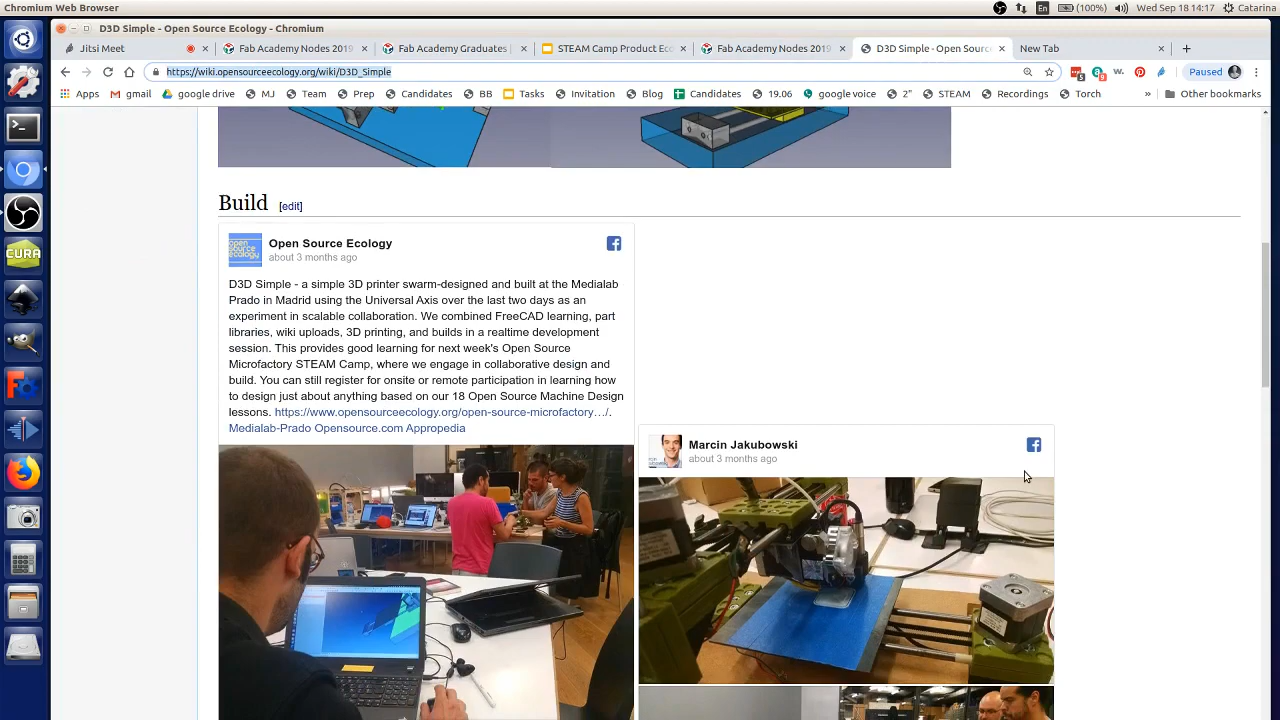 Chromium Web Browser
En
(100%)
Wed Sep 18 14:17
Catarina
D3D Simple - Open Source Ecology - Chromium
Jitsi Meet
Fab Academy Nodes 2019
Fab Academy Graduates
STEAM Camp Product Eco
Fab Academy Nodes 2019
D3D Simple - Open Sourc
New Tab
https://wiki.opensourceecology.org/wiki/D3D_Simple
Paused
Apps
gmail
google drive
MJ
Team
Prep
Candidates
BB
Tasks
Invitation
Blog
Candidates
19.06
google voice
2"
STEAM
Recordings
Torch
»
Other bookmarks
Build [edit]
Open Source Ecology
about 3 months ago
D3D Simple - a simple 3D printer swarm-designed and built at the Medialab
Prado in Madrid using the Universal Axis over the last two days as an
experiment in scalable collaboration. We combined FreeCAD learning, part
libraries, wiki uploads, 3D printing, and builds in a realtime development
session. This provides good learning for next week's Open Source
Microfactory STEAM Camp, where we engage in collaborative design and
build. You can still register for onsite or remote participation in learning how
to design just about anything based on our 18 Open Source Machine Design
lessons. https://www.opensourceecology.org/open-source-microfactory…/.
Medialab-Prado Opensource.com Appropedia
Marcin Jakubowski
about 3 months ago
CURA
open
source
ecology